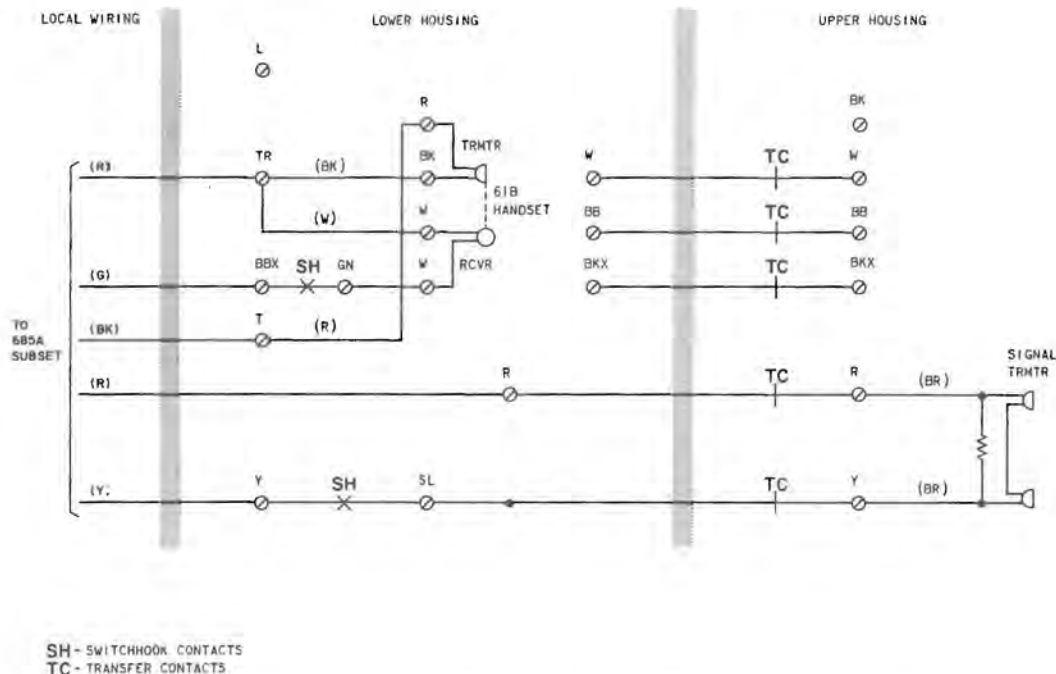 LOCAL WIRING LOWER HOUSING UPPER HOUSING
L
R BK
TRMTR
(R) TR (BK) BK W TC W
61B
HANDSET
(W) W BB TC BB
(G) BBX SH GN W RCVR BKX TC BKX
TO
685A
SUBSET
(BK) T (R)
SIGNAL
TRMTR
(R) R TC R (BR)
(Y) Y SH SL TC Y (BR)
SH - SWITCHHOOK CONTACTS
TC - TRANSFER CONTACTS